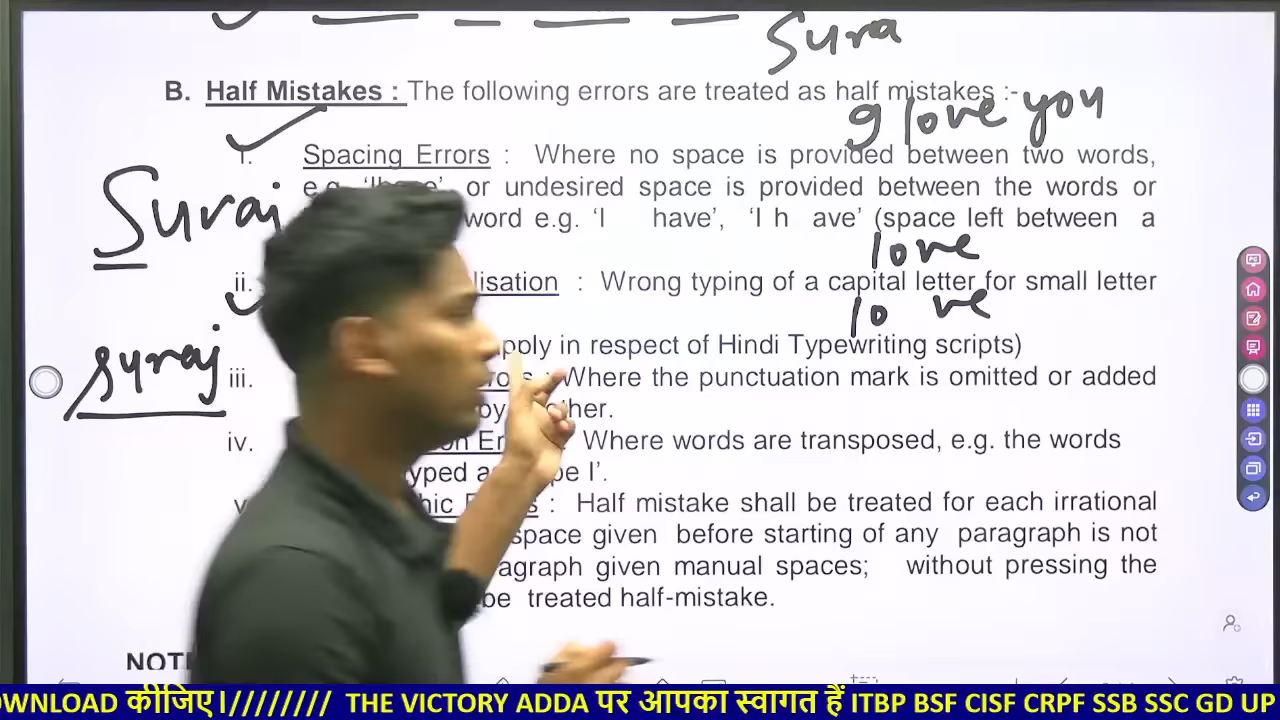 Sura
B. Half Mistakes : The following errors are treated as half mistakes :-
I love you
i. Spacing Errors : Where no space is provided between two words,
or undesired space is provided between the words or
Suraj
word e.g. 'I have', 'I h ave' (space left between a
love
ii. lisation : Wrong typing of a capital letter for small letter
lo ve
pply in respect of Hindi Typewriting scripts)
suraj
iii. Where the punctuation mark is omitted or added
by
iv. Where words are transposed, e.g. the words
yped
: Half mistake shall be treated for each irrational
space given before starting of any paragraph is not
agraph given manual spaces; without pressing the
be treated half-mistake.
OWNLOAD कीजिए।//////// THE VICTORY ADDA पर आपका स्वागत हैं ITBP BSF CISF CRPF SSB SSC GD UP